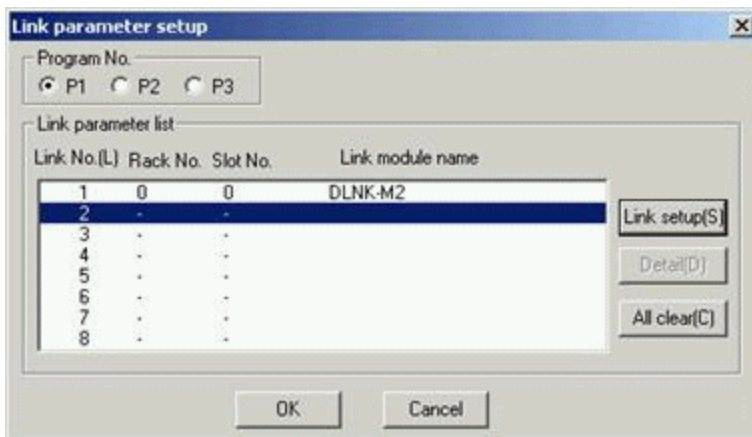 Link parameter setup
Program No.
P1 P2 P3
Link parameter list
Link No.(L) Rack No. Slot No. Link module name
1 0 0 DLNK-M2
2 - -
3 - -
4 - -
5 - -
6 - -
7 - -
8 - -
Link setup(S)
Detail(D)
All clear(C)
OK Cancel